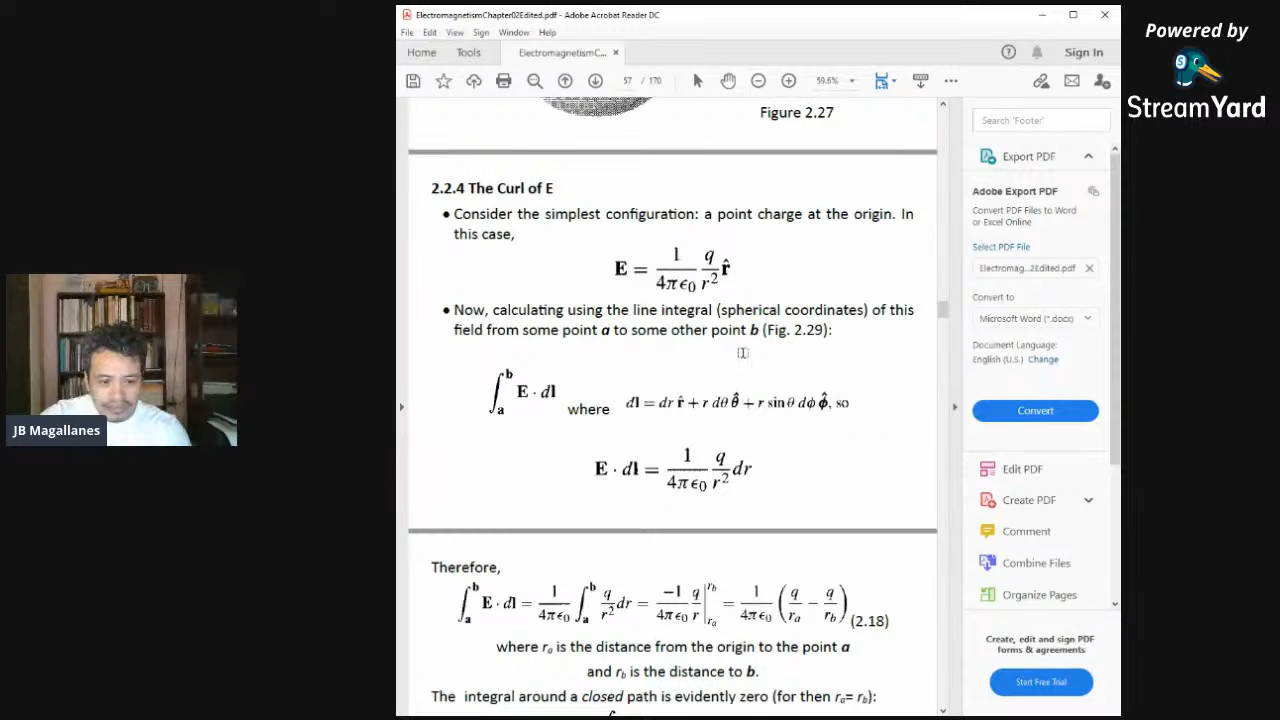 ElectromagnetismChapter02Edited.pdf - Adobe Acrobat Reader DC
File Edit View Sign Window Help
Home Tools ElectromagnetismC... × Sign In
57 / 170 59.6%
Figure 2.27
2.2.4 The Curl of E
• Consider the simplest configuration: a point charge at the origin. In
this case,
E = 1/4πϵ₀ q/r² r̂
• Now, calculating using the line integral (spherical coordinates) of this
field from some point a to some other point b (Fig. 2.29):
∫ₐᵇ E · dl where dl = dr r̂ + r dθ θ̂ + r sin θ dϕ ϕ̂, so
E · dl = 1/4πϵ₀ q/r² dr
Therefore,
∫ₐᵇ E · dl = 1/4πϵ₀ ∫ₐᵇ q/r² dr = −1/4πϵ₀ q/r |_{r_a}^{r_b} = 1/4πϵ₀ (q/r_a − q/r_b) (2.18)
where r_a is the distance from the origin to the point a
and r_b is the distance to b.
The integral around a closed path is evidently zero (for then r_a= r_b):
Search 'Footer'
Export PDF
Adobe Export PDF
Convert PDF Files to Word
or Excel Online
Select PDF File
Electromag...2Edited.pdf ×
Convert to
Microsoft Word (*.docx)
Document Language:
English (U.S.) Change
Convert
Edit PDF
Create PDF
Comment
Combine Files
Organize Pages
Create, edit and sign PDF
forms & agreements
Start Free Trial
JB Magallanes
Powered by
StreamYard